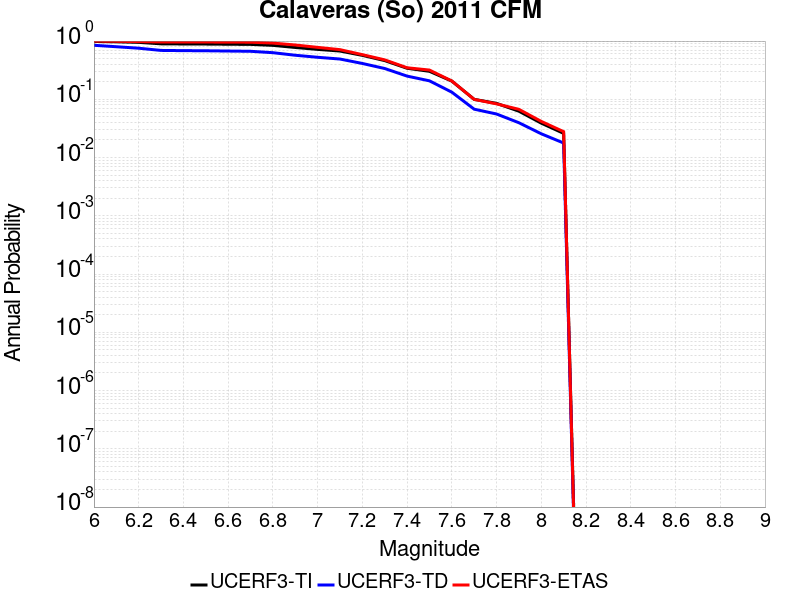 Calaveras (So) 2011 CFM
Annual Probability
10^0
10^-1
10^-2
10^-3
10^-4
10^-5
10^-6
10^-7
10^-8
6 6.2 6.4 6.6 6.8 7 7.2 7.4 7.6 7.8 8 8.2 8.4 8.6 8.8 9
Magnitude
UCERF3-TI UCERF3-TD UCERF3-ETAS